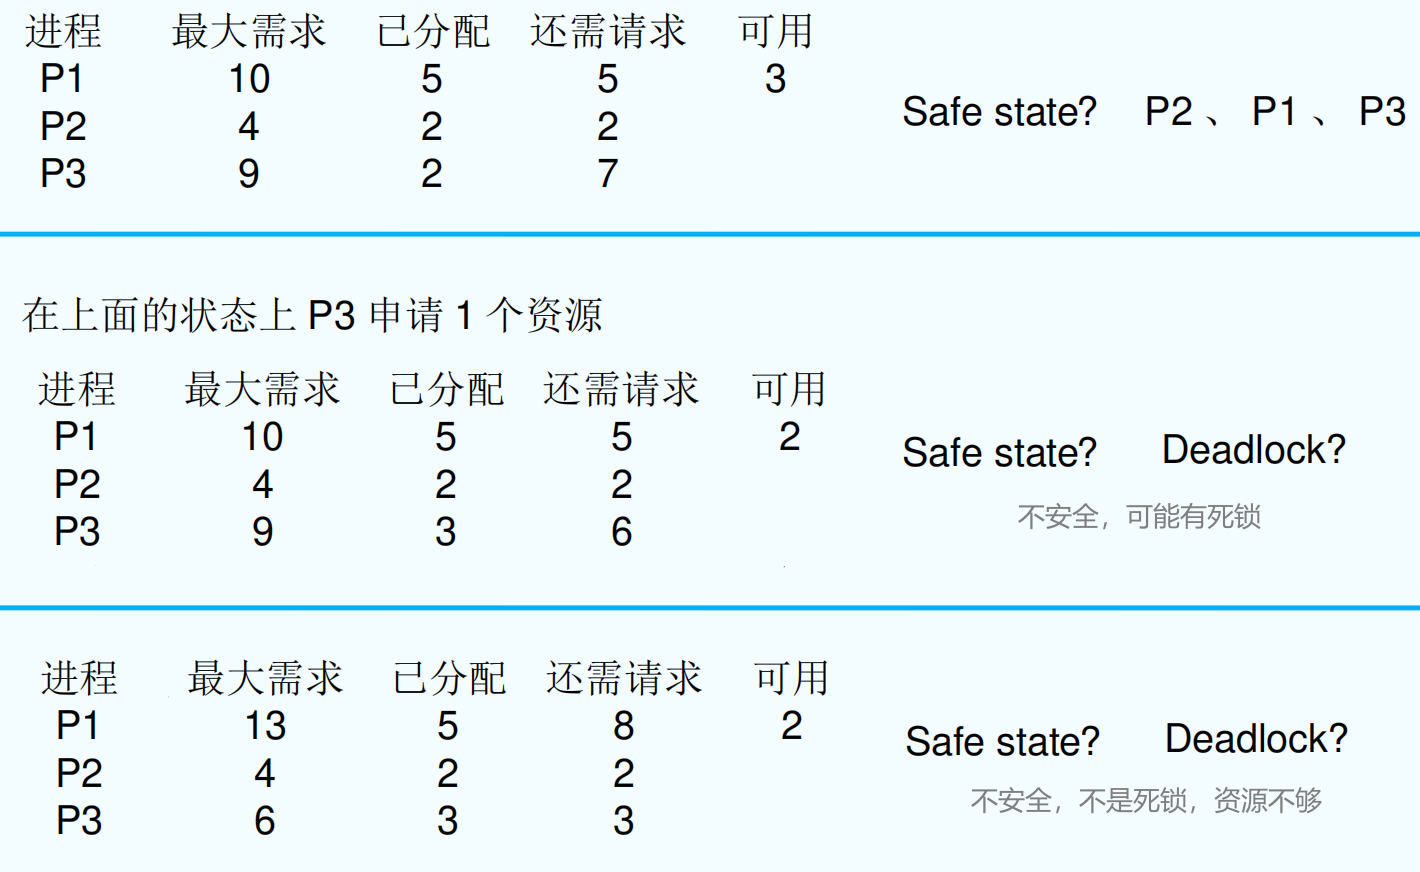 进程 最大需求 已分配 还需请求 可用
P1 10 5 5 3
P2 4 2 2
P3 9 2 7
Safe state? P2 、 P1 、 P3
在上面的状态上 P3 申请 1 个资源
进程 最大需求 已分配 还需请求 可用
P1 10 5 5 2
P2 4 2 2
P3 9 3 6
Safe state? Deadlock?
不安全，可能有死锁
进程 最大需求 已分配 还需请求 可用
P1 13 5 8 2
P2 4 2 2
P3 6 3 3
Safe state? Deadlock?
不安全，不是死锁，资源不够